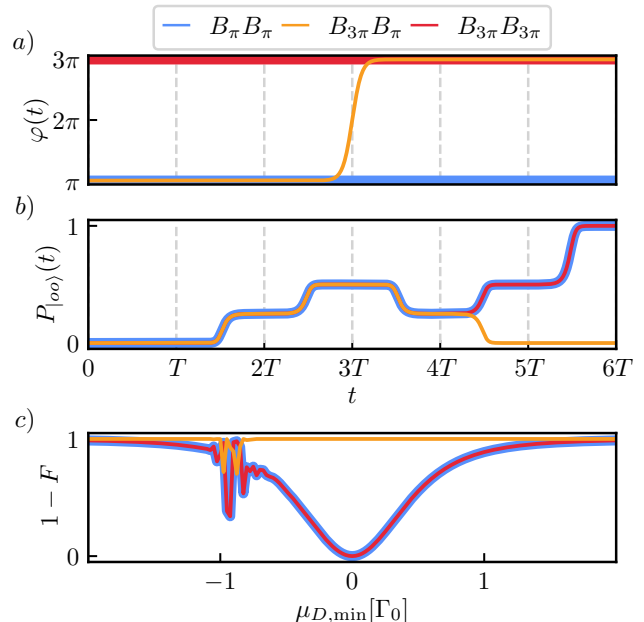 B_π B_π B_{3π} B_π B_{3π} B_{3π}
a)
3π
2π
π
φ(t)
b)
1
0
P_{|oo⟩}(t)
0 T 2T 3T 4T 5T 6T
t
c)
1
0
1 − F
−1 0 1
μ_{D,min}[Γ_0]